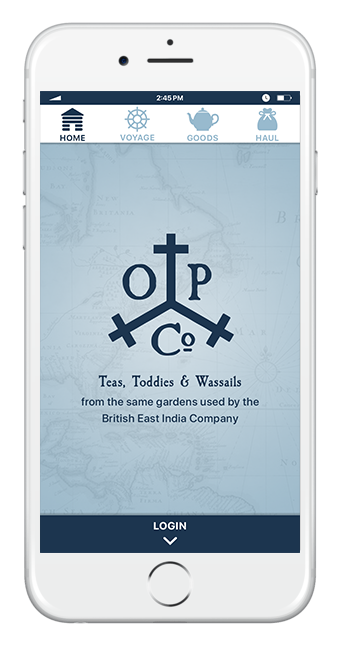 2:45 PM
HOME VOYAGE GOODS HAUL
O P
Co
Teas, Toddies & Wassails
from the same gardens used by the
British East India Company
LOGIN